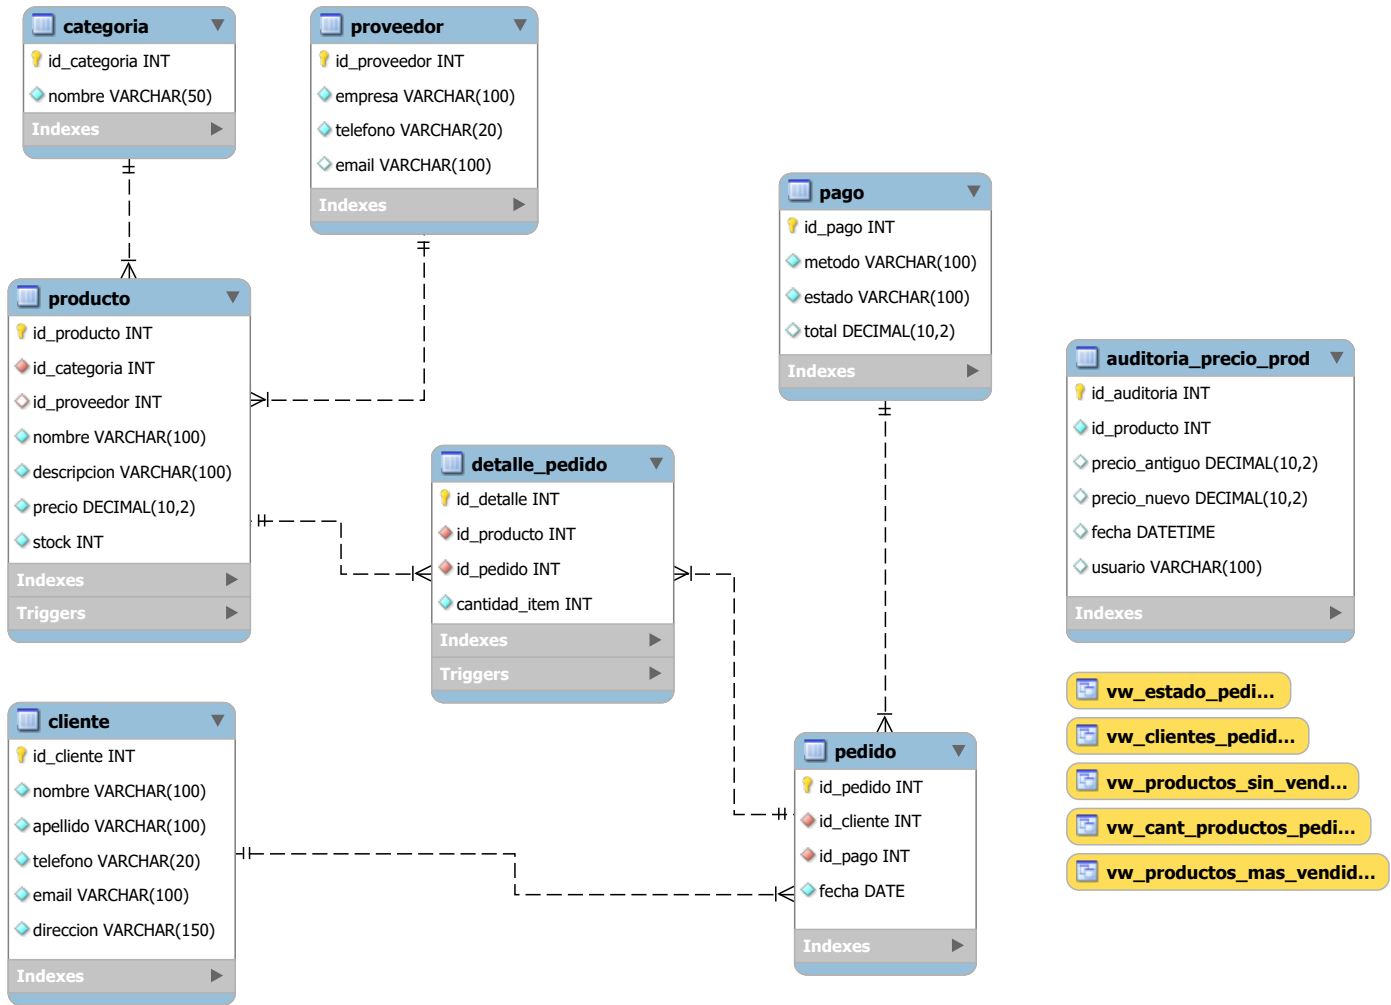 categoria
id_categoria INT
nombre VARCHAR(50)
Indexes
proveedor
id_proveedor INT
empresa VARCHAR(100)
telefono VARCHAR(20)
email VARCHAR(100)
Indexes
pago
id_pago INT
metodo VARCHAR(100)
estado VARCHAR(100)
total DECIMAL(10,2)
Indexes
producto
id_producto INT
id_categoria INT
id_proveedor INT
nombre VARCHAR(100)
descripcion VARCHAR(100)
precio DECIMAL(10,2)
stock INT
Indexes
Triggers
detalle_pedido
id_detalle INT
id_producto INT
id_pedido INT
cantidad_item INT
Indexes
Triggers
auditoria_precio_prod
id_auditoria INT
id_producto INT
precio_antiguo DECIMAL(10,2)
precio_nuevo DECIMAL(10,2)
fecha DATETIME
usuario VARCHAR(100)
Indexes
cliente
id_cliente INT
nombre VARCHAR(100)
apellido VARCHAR(100)
telefono VARCHAR(20)
email VARCHAR(100)
direccion VARCHAR(150)
Indexes
pedido
id_pedido INT
id_cliente INT
id_pago INT
fecha DATE
Indexes
vw_estado_pedi...
vw_clientes_pedid...
vw_productos_sin_vend...
vw_cant_productos_pedi...
vw_productos_mas_vendid...